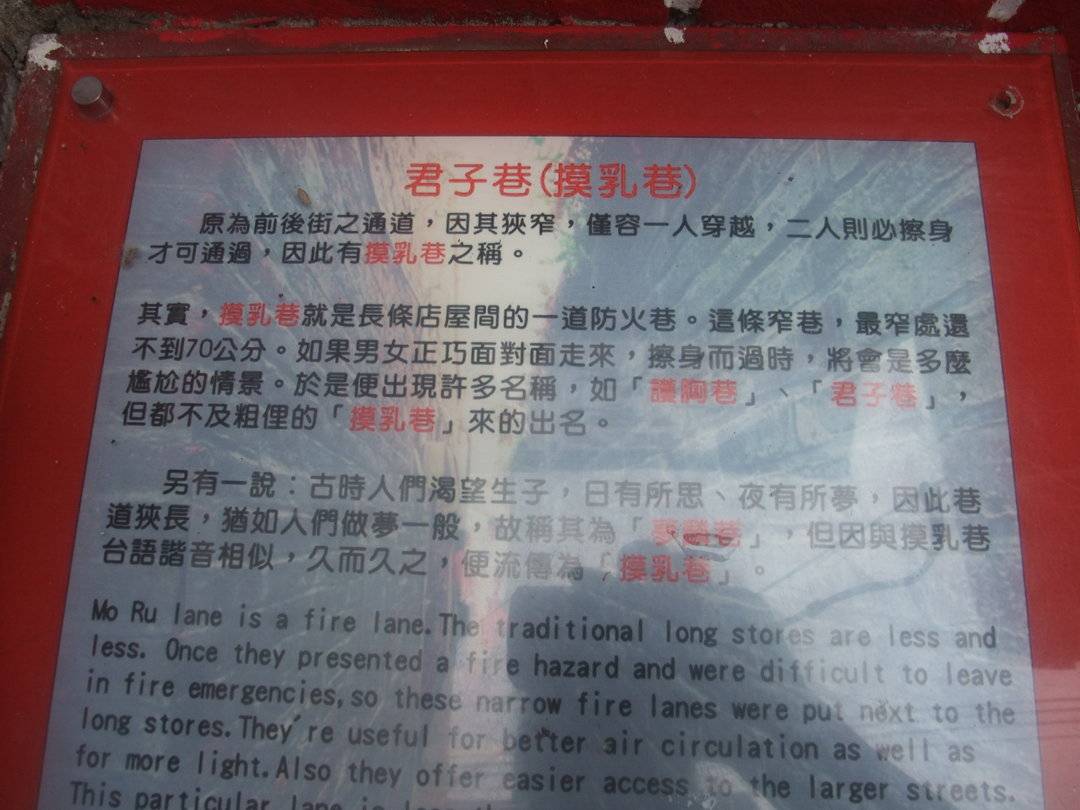 君子巷(摸乳巷)
原為前後街之通道，因其狹窄，僅容一人穿越，二人則必擦身
才可通過，因此有摸乳巷之稱。
其實，摸乳巷就是長條店屋間的一道防火巷。這條窄巷，最窄處還
不到70公分。如果男女正巧面對面走來，擦身而過時，將會是多麼
尷尬的情景。於是便出現許多名稱，如「護胸巷」、「君子巷」，
但都不及粗俚的「摸乳巷」來的出名。
另有一說：古時人們渴望生子，日有所思、夜有所夢，因此巷
道狹長，猶如人們做夢一般，故稱其為「夢 巷」，但因與摸乳巷
台語諧音相似，久而久之，便流傳為「摸乳巷」。
Mo Ru lane is a fire lane.The traditional long stores are less and
less. Once they presented a fire hazard and were difficult to leave
in fire emergencies,so these narrow fire lanes were put next to the
long stores.They're useful for better air circulation as well as
for more light.Also they offer easier access to the larger streets.
This particular lane is less